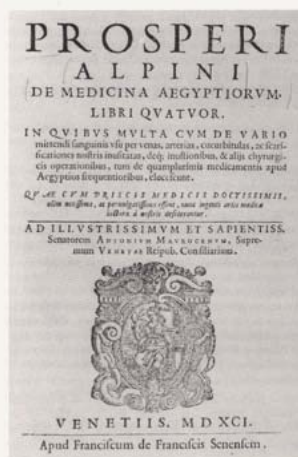 PROSPERI
ALPINI
DE MEDICINA AEGYPTIORVM.
LIBRI QVATVOR.
IN QVIBVS MVLTA CVM DE VARIO
mittendi sanguinis vsu per venas, arterias, cucurbitulas, ac scari-
ficationes nostris inusitatas, deq; inustionibus, & alijs chyrurgi-
cis operationibus, tum de quamplurimis medicamentis apud
Aegyptios frequentioribus, elucescunt.
QVAE CVM PRISCIS MEDICIS DOCTISSIMIS,
olim notissima, ac peruulgatissima essent, nunc ingenti artis medicæ
iactura à nostris desiderantur.
AD ILLVSTRISSIMVM ET SAPIENTISS.
Senatorem ANTONIVM MAVROCENVM, Supre-
mum VENETAE Reipub. Consiliarium.
VENETIIS. MDXCI.
Apud Franciscum de Franciscis Senensem.